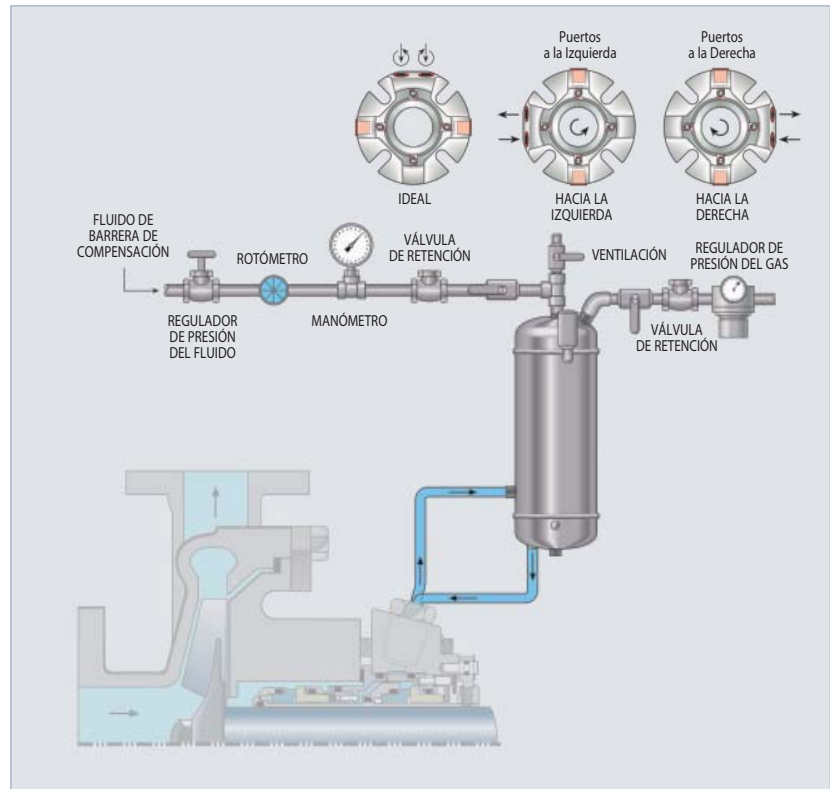 Puertos
a la Izquierda
Puertos
a la Derecha
IDEAL
HACIA LA
IZQUIERDA
HACIA LA
DERECHA
FLUIDO DE
BARRERA DE
COMPENSACIÓN
ROTÓMETRO
VÁLVULA
DE RETENCIÓN
VENTILACIÓN
REGULADOR DE
PRESIÓN DEL GAS
REGULADOR
DE PRESIÓN
DEL FLUIDO
MANÓMETRO
VÁLVULA
DE RETENCIÓN